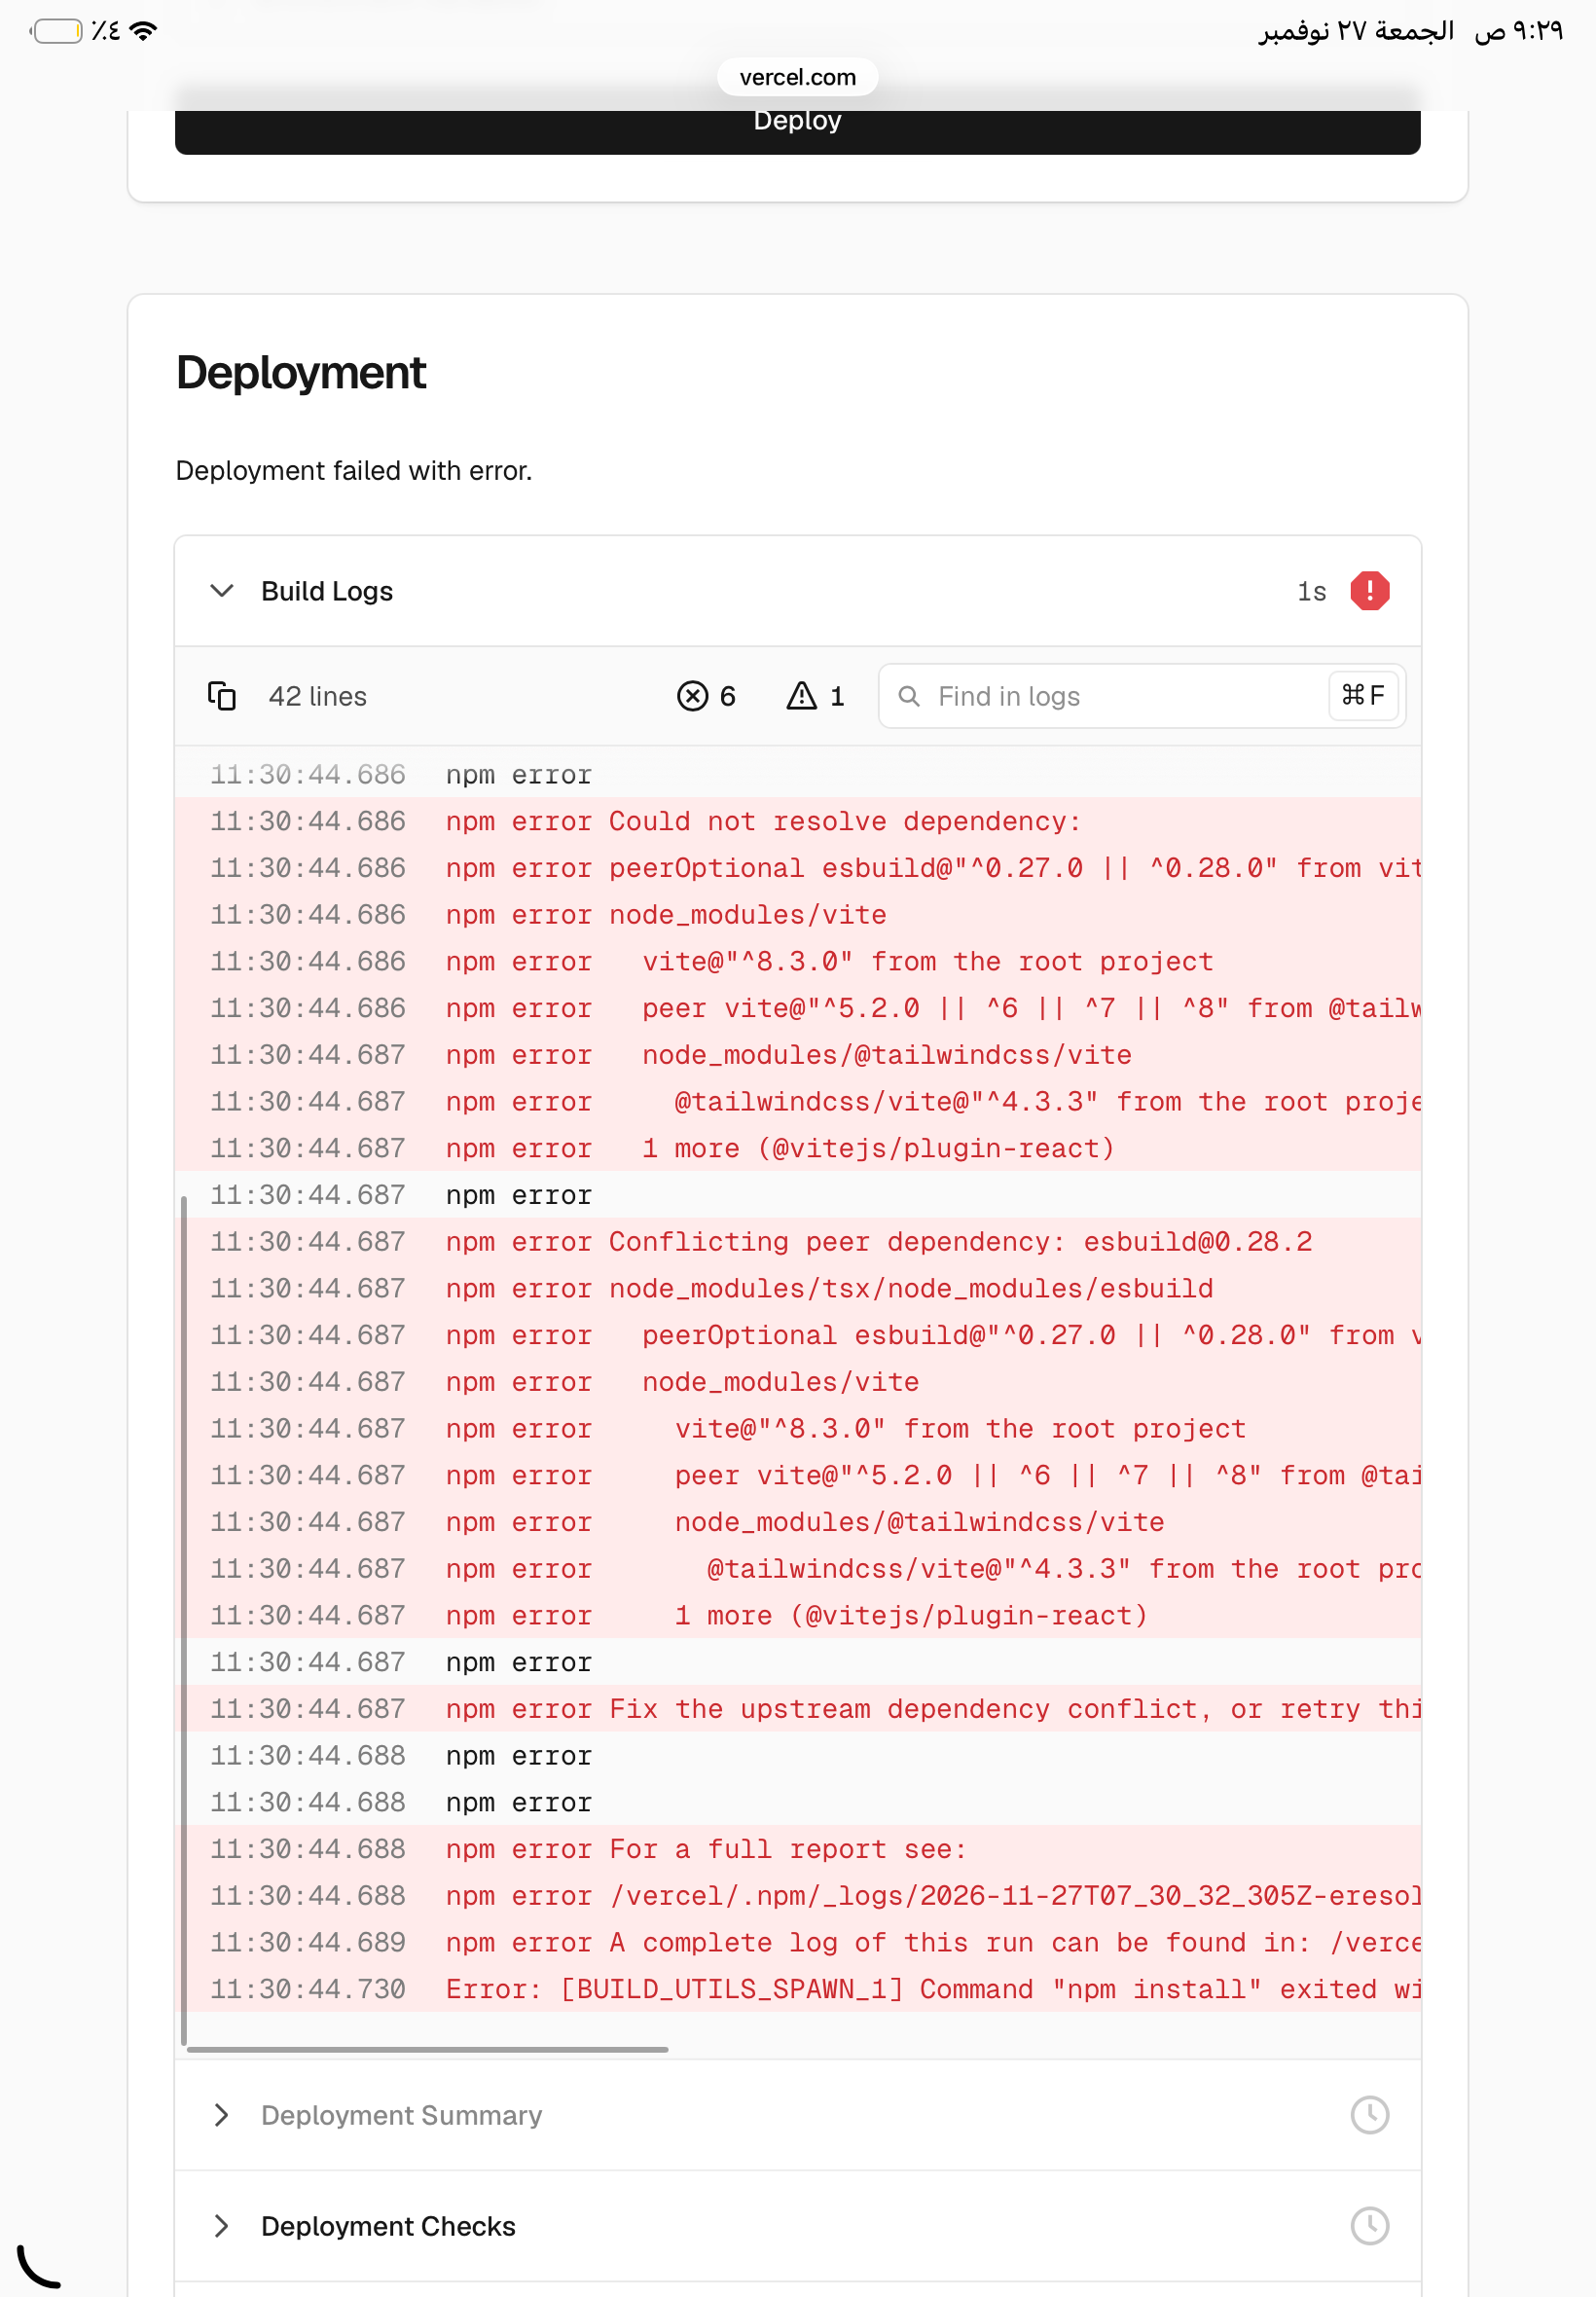 ٪٤
الجمعة ٢٧ نوفمبر ٩:٢٩ ص
vercel.com
Deploy
Deployment
Deployment failed with error.
Build Logs 1s
42 lines 6 1 Find in logs ⌘F
11:30:44.686 npm error
11:30:44.686 npm error Could not resolve dependency:
11:30:44.686 npm error peerOptional esbuild@"^0.27.0 || ^0.28.0" from vit
11:30:44.686 npm error node_modules/vite
11:30:44.686 npm error   vite@"^8.3.0" from the root project
11:30:44.686 npm error   peer vite@"^5.2.0 || ^6 || ^7 || ^8" from @tailw
11:30:44.687 npm error   node_modules/@tailwindcss/vite
11:30:44.687 npm error     @tailwindcss/vite@"^4.3.3" from the root proje
11:30:44.687 npm error   1 more (@vitejs/plugin-react)
11:30:44.687 npm error
11:30:44.687 npm error Conflicting peer dependency: esbuild@0.28.2
11:30:44.687 npm error node_modules/tsx/node_modules/esbuild
11:30:44.687 npm error   peerOptional esbuild@"^0.27.0 || ^0.28.0" from v
11:30:44.687 npm error   node_modules/vite
11:30:44.687 npm error     vite@"^8.3.0" from the root project
11:30:44.687 npm error     peer vite@"^5.2.0 || ^6 || ^7 || ^8" from @tai
11:30:44.687 npm error     node_modules/@tailwindcss/vite
11:30:44.687 npm error       @tailwindcss/vite@"^4.3.3" from the root pro
11:30:44.687 npm error     1 more (@vitejs/plugin-react)
11:30:44.687 npm error
11:30:44.687 npm error Fix the upstream dependency conflict, or retry thi
11:30:44.688 npm error
11:30:44.688 npm error
11:30:44.688 npm error For a full report see:
11:30:44.688 npm error /vercel/.npm/_logs/2026-11-27T07_30_32_305Z-eresol
11:30:44.689 npm error A complete log of this run can be found in: /verce
11:30:44.730 Error: [BUILD_UTILS_SPAWN_1] Command "npm install" exited wi
Deployment Summary
Deployment Checks